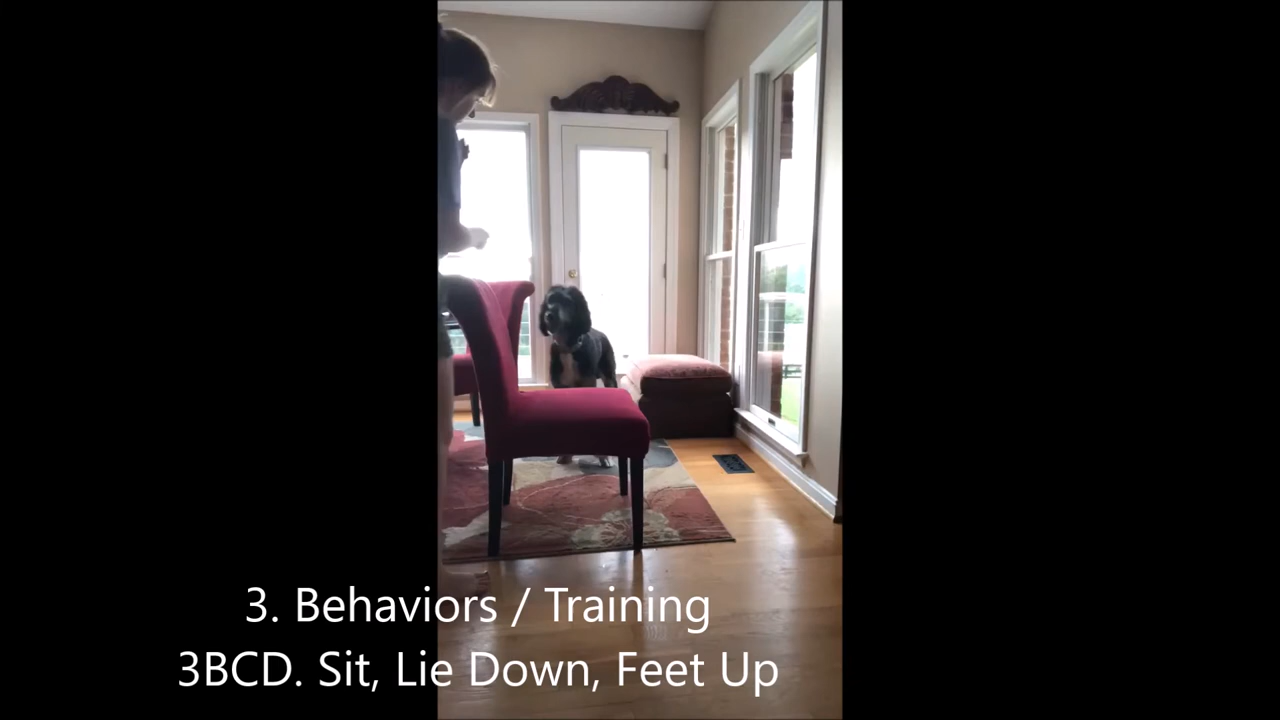 3. Behaviors / Training
3BCD. Sit, Lie Down, Feet Up